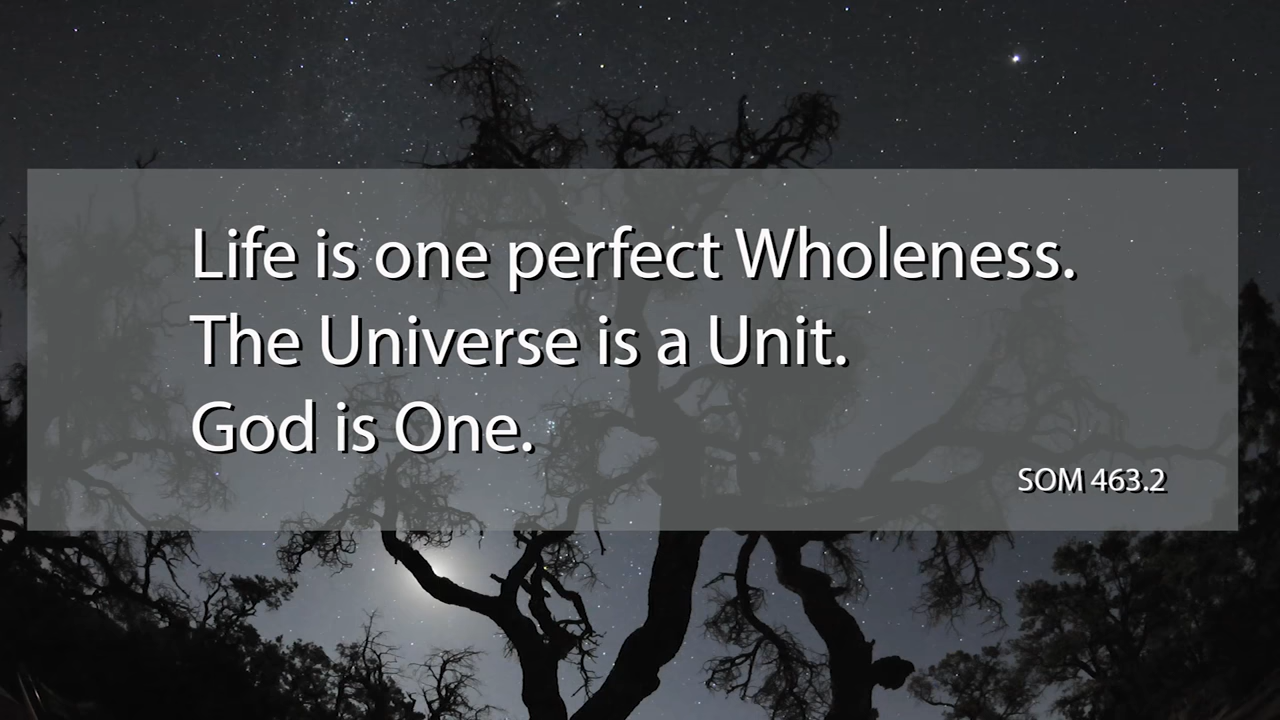 Life is one perfect Wholeness.
The Universe is a Unit.
God is One.
SOM 463.2